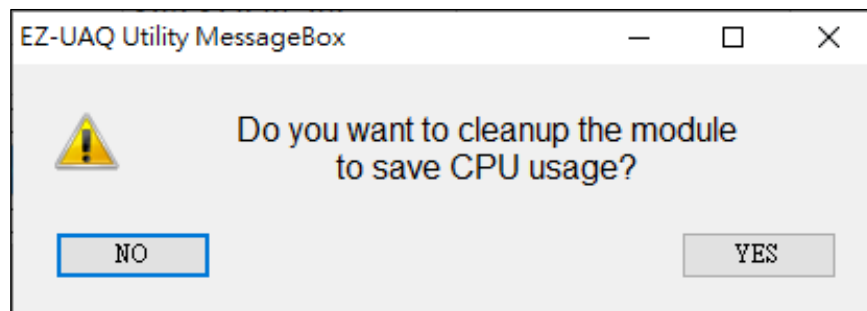 EZ-UAQ Utility MessageBox
Do you want to cleanup the module
to save CPU usage?
NO
YES